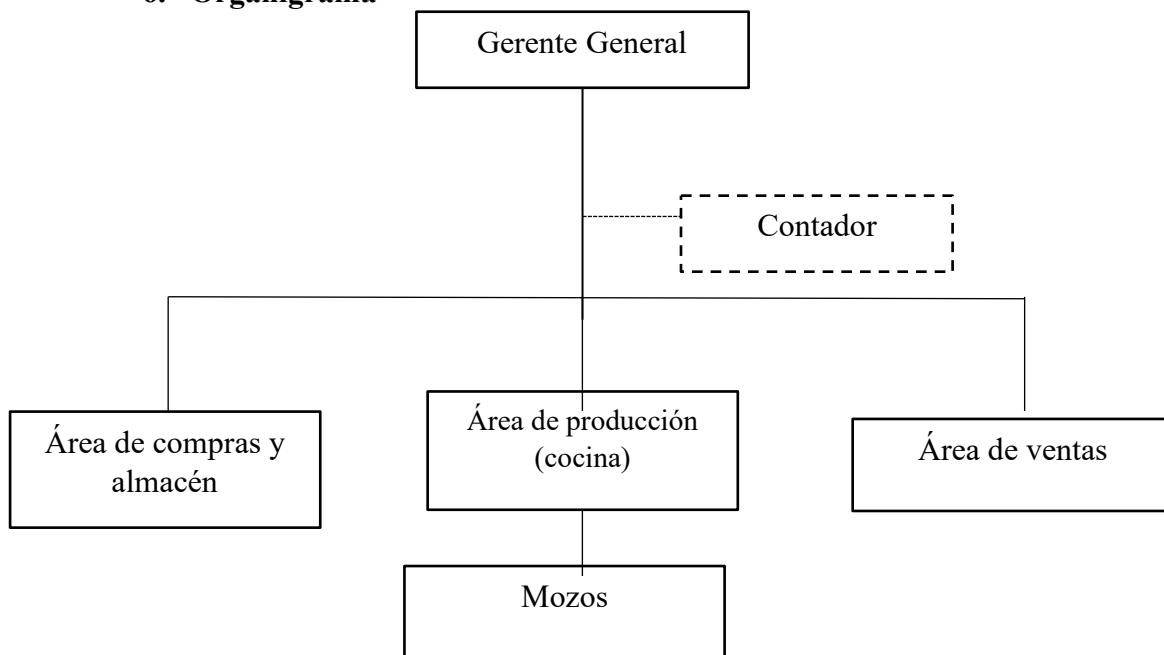 Gerente General
Contador
Área de compras y
almacén
Área de producción
(cocina)
Área de ventas
Mozos